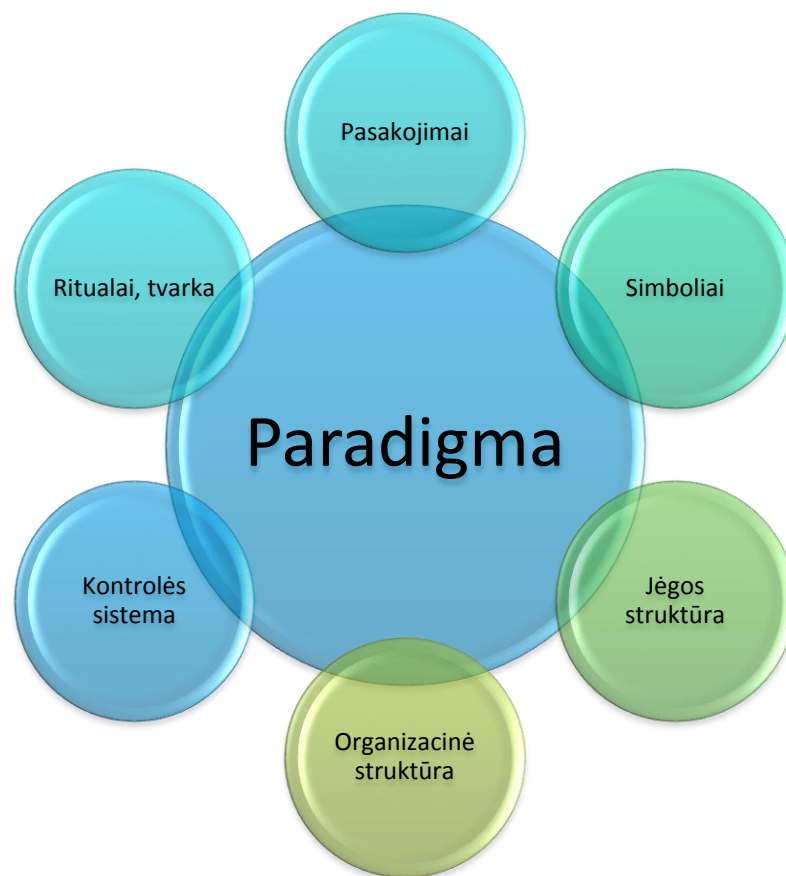 Pasakojimai
Ritualai, tvarka
Simboliai
Paradigma
Kontrolės
sistema
Jėgos
struktūra
Organizacinė
struktūra